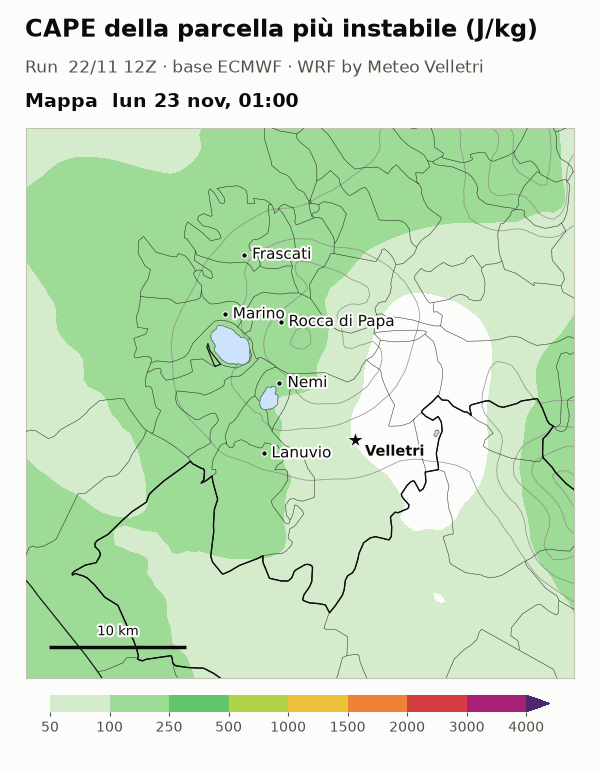 CAPE della parcella più instabile (J/kg)
Run  22/11 12Z · base ECMWF · WRF by Meteo Velletri
Mappa  lun 23 nov, 01:00
Frascati
Marino
Rocca di Papa
Nemi
Velletri
Lanuvio
10 km
50 100 250 500 1000 1500 2000 3000 4000